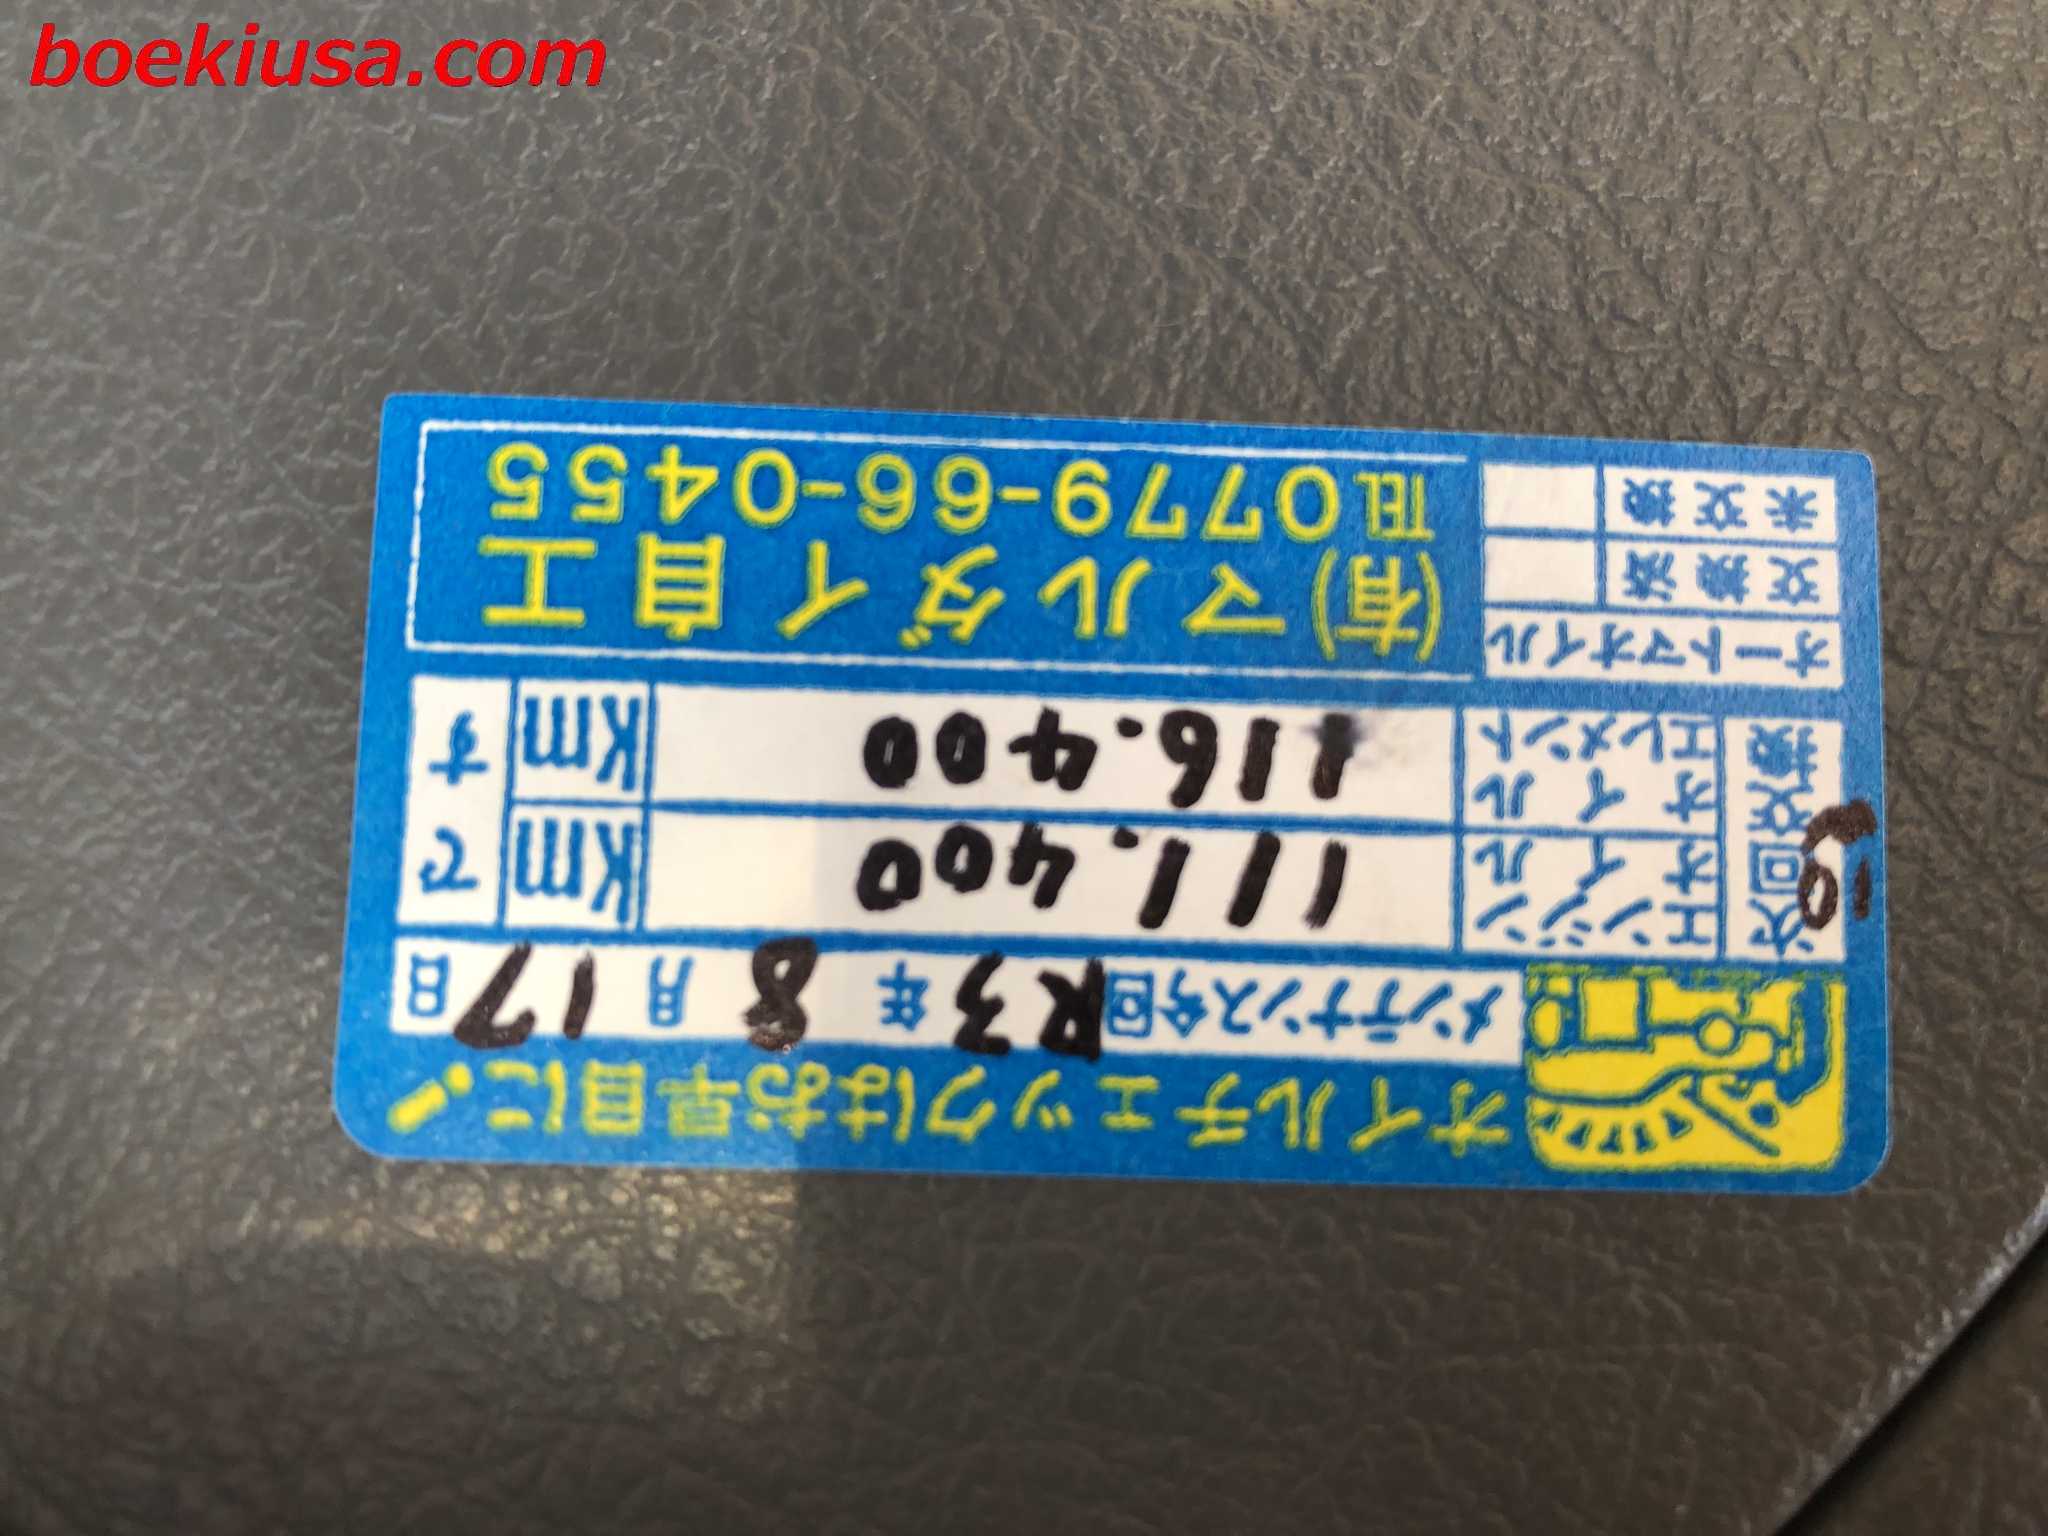 boekiusa.com
オイルチェックはお早目に!
メンテナンス今回 R3年 8月 17日
次回交換
エンジンオイル 111.400 Km
オイルエレメント 116.400 Km
です
オートマオイル
交換済
未交換
(有)マルダイ自工
TEL0779-66-0455